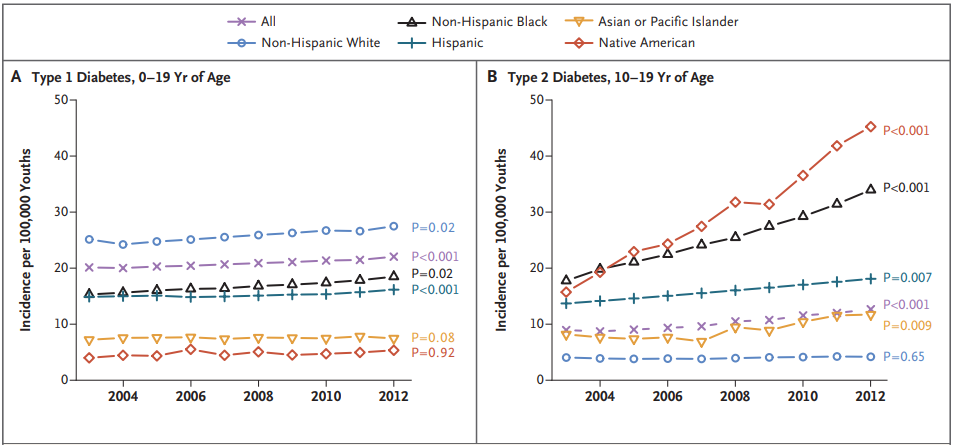 All
Non-Hispanic Black
Asian or Pacific Islander
Non-Hispanic White
Hispanic
Native American
A Type 1 Diabetes, 0–19 Yr of Age
Incidence per 100,000 Youths
50
40
30
20
10
0
P=0.02
P<0.001
P=0.02
P<0.001
P=0.08
P=0.92
2004 2006 2008 2010 2012
B Type 2 Diabetes, 10–19 Yr of Age
Incidence per 100,000 Youths
50
40
30
20
10
0
P<0.001
P<0.001
P=0.007
P<0.001
P=0.009
P=0.65
2004 2006 2008 2010 2012